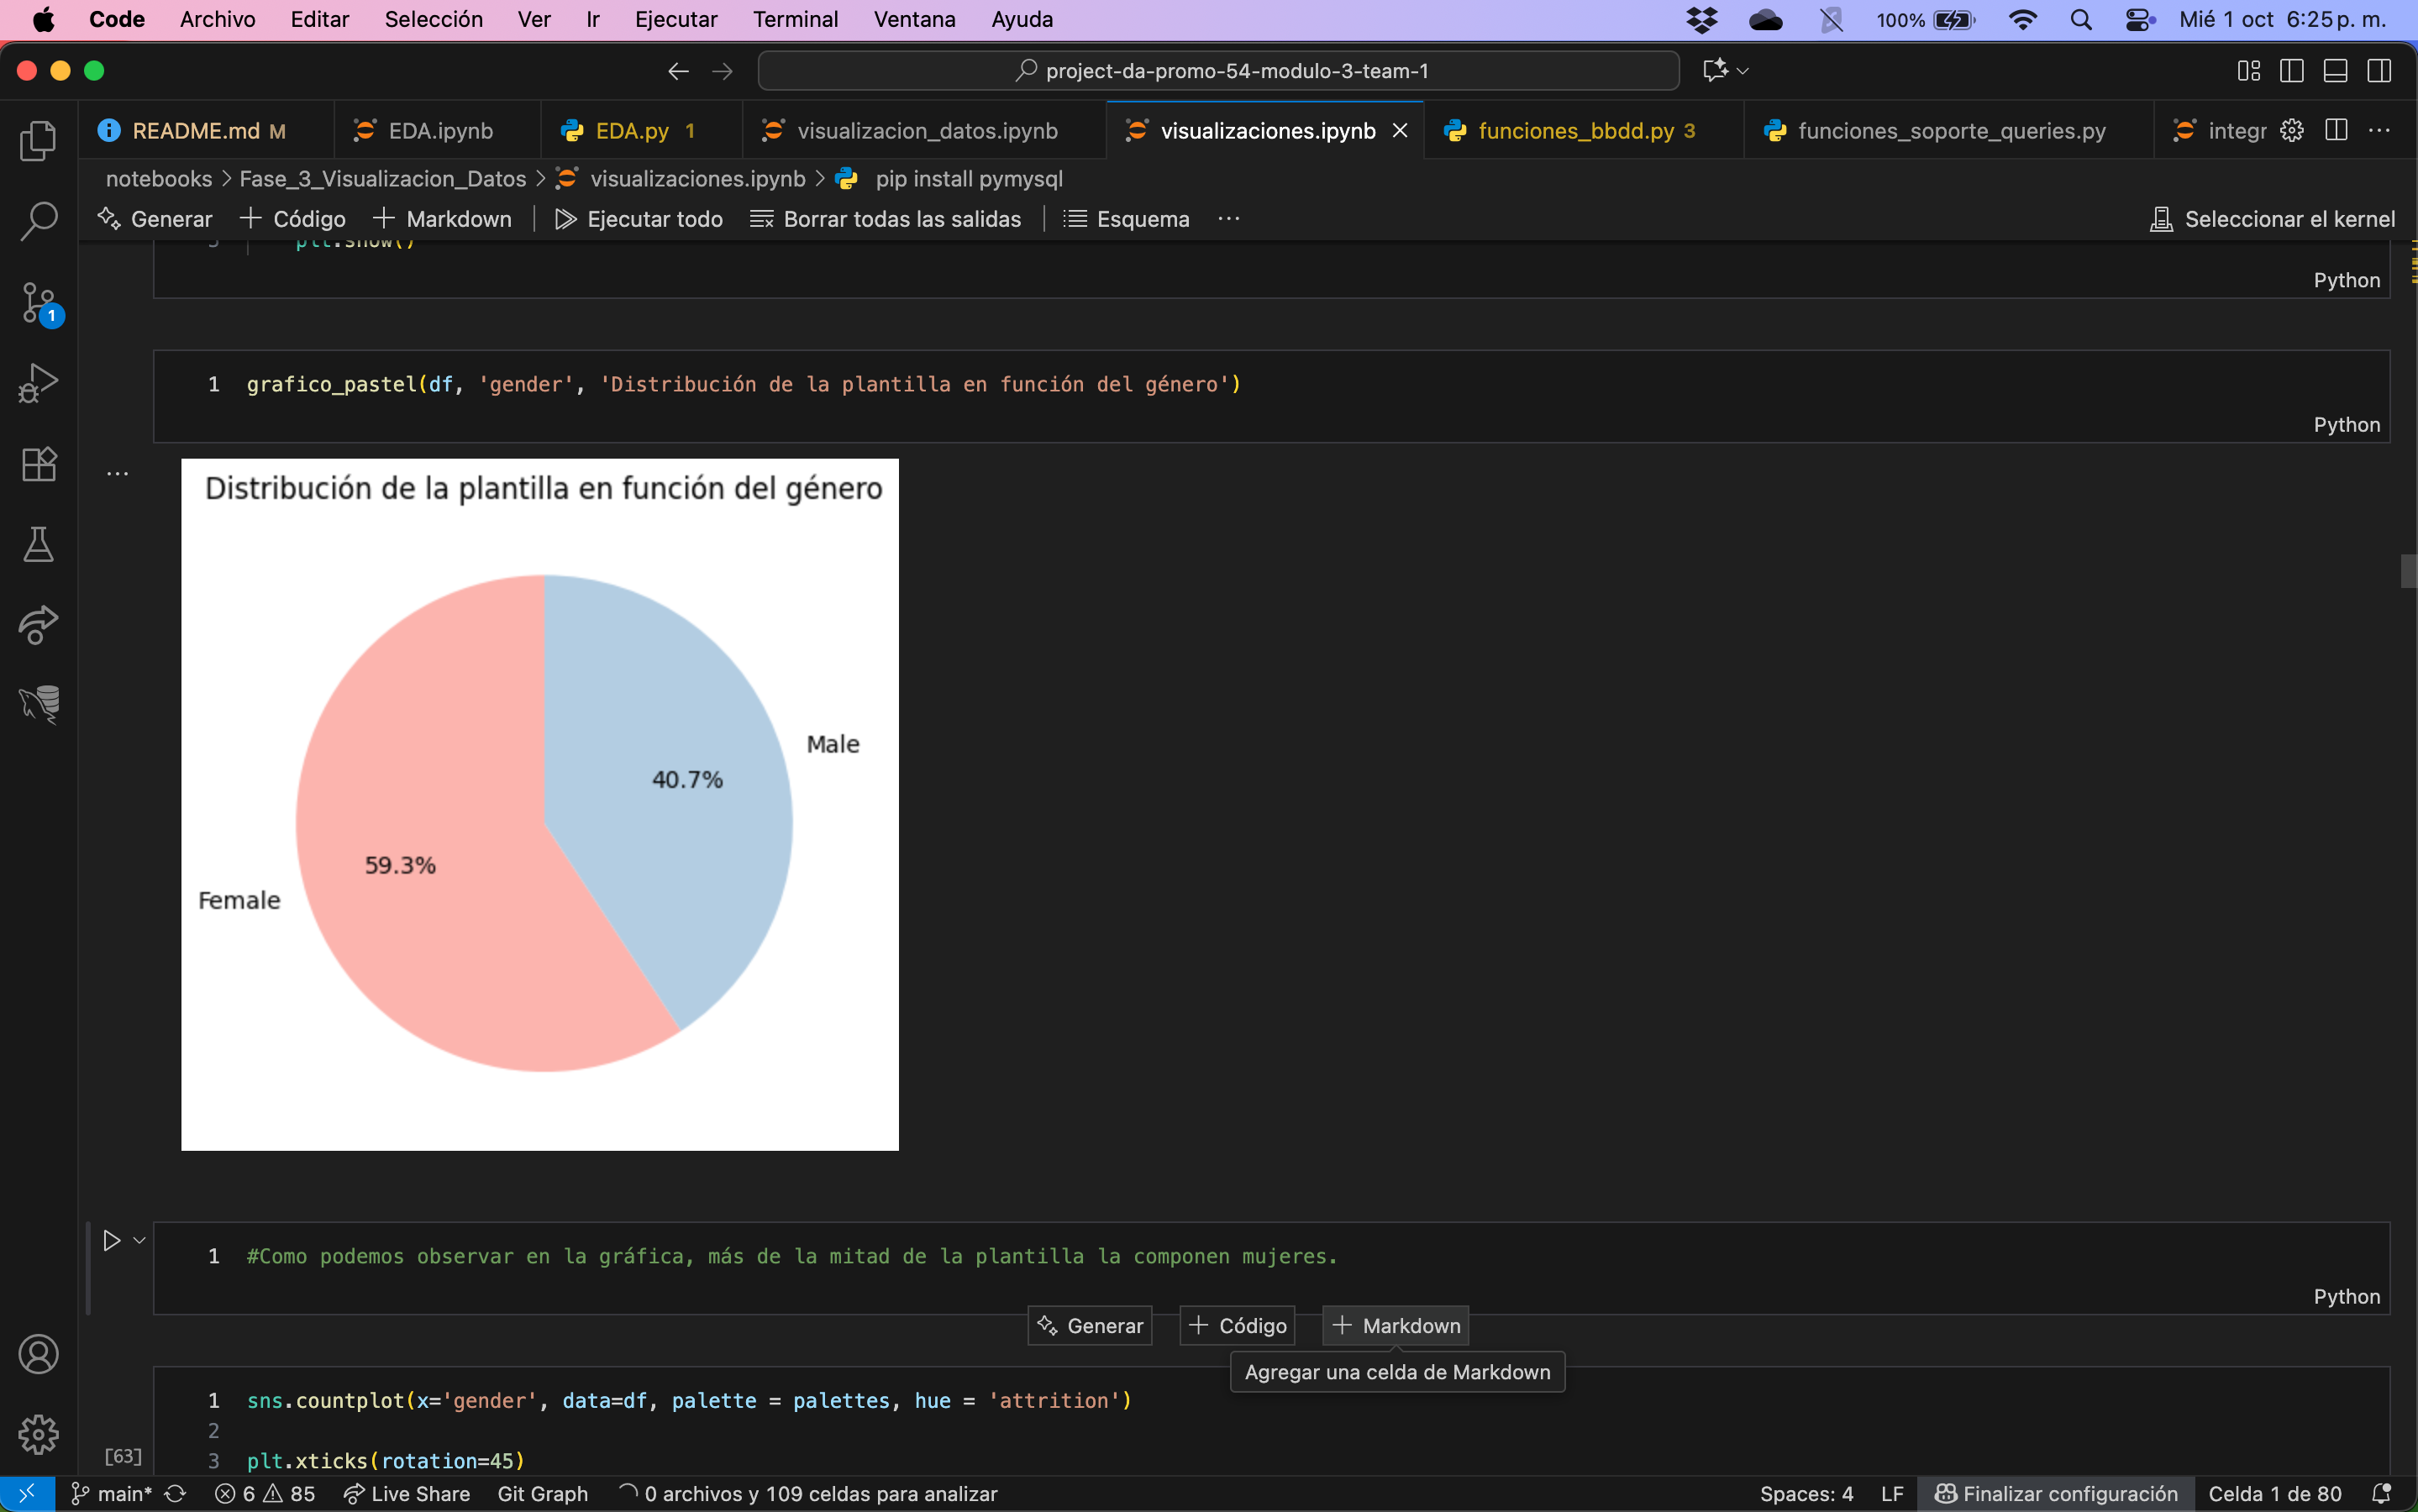 Code Archivo Editar Selección Ver Ir Ejecutar Terminal Ventana Ayuda 100% Mié 1 oct 6:25 p. m.
project-da-promo-54-modulo-3-team-1
README.md M EDA.ipynb EDA.py 1 visualizacion_datos.ipynb visualizaciones.ipynb funciones_bbdd.py 3 funciones_soporte_queries.py integr
notebooks > Fase_3_Visualizacion_Datos > visualizaciones.ipynb > pip install pymysql
Generar + Código + Markdown Ejecutar todo Borrar todas las salidas Esquema ... Seleccionar el kernel
5 plt.show()
Python
1 grafico_pastel(df, 'gender', 'Distribución de la plantilla en función del género')
Python
...
Distribución de la plantilla en función del género
Male
40.7%
59.3%
Female
1 #Como podemos observar en la gráfica, más de la mitad de la plantilla la componen mujeres.
Python
Generar + Código + Markdown
Agregar una celda de Markdown
1 sns.countplot(x='gender', data=df, palette = palettes, hue = 'attrition')
2
[63] 3 plt.xticks(rotation=45)
1
main* 6 85 Live Share Git Graph 0 archivos y 109 celdas para analizar Spaces: 4 LF Finalizar configuración Celda 1 de 80